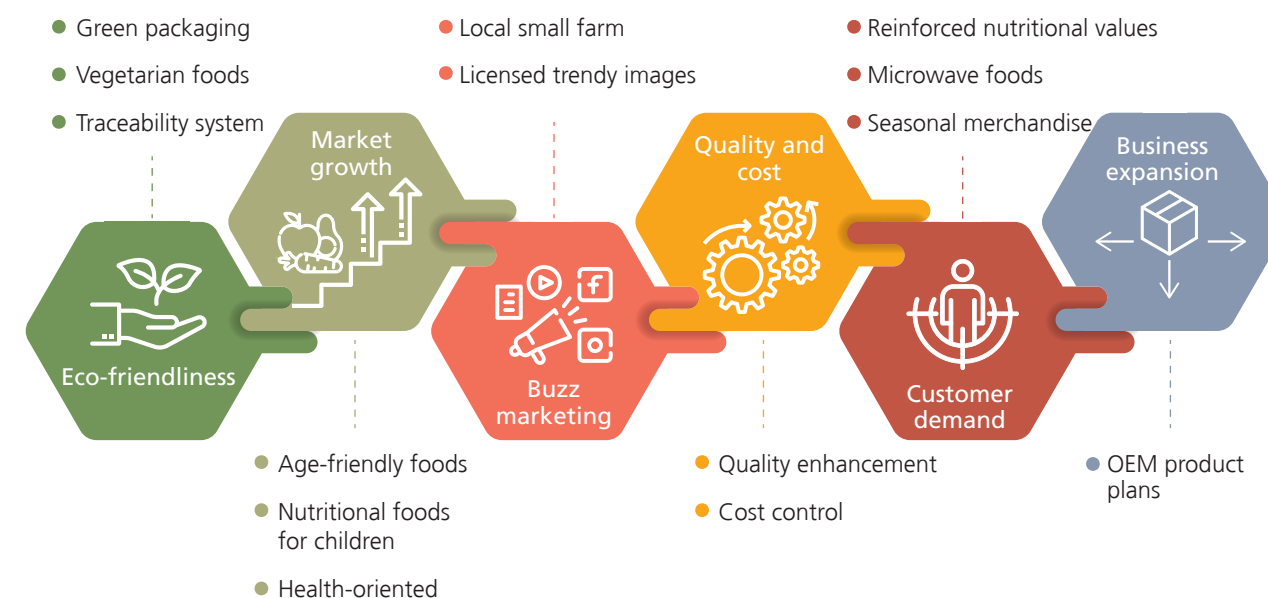 Green packaging
Vegetarian foods
Traceability system
Eco-friendliness
Market
growth
Age-friendly foods
Nutritional foods
for children
Health-oriented
Local small farm
Licensed trendy images
Buzz
marketing
Quality and
cost
Quality enhancement
Cost control
Reinforced nutritional values
Microwave foods
Seasonal merchandise
Customer
demand
Business
expansion
OEM product
plans